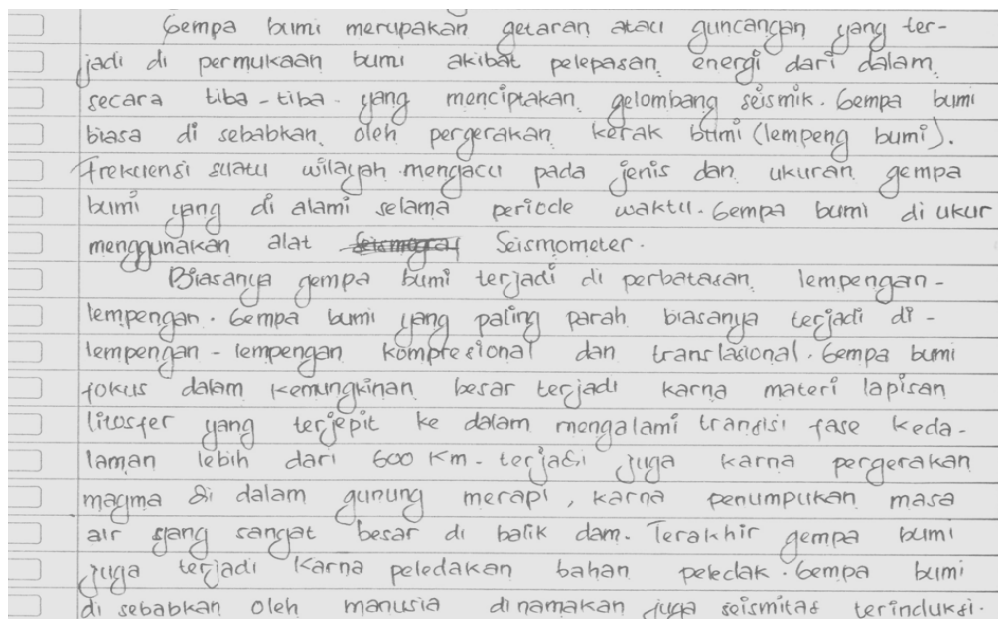 Gempa bumi merupakan getaran atau guncangan yang ter-
jadi di permukaan bumi akibat pelepasan energi dari dalam
secara tiba-tiba yang menciptakan gelombang seismik. Gempa bumi
biasa di sebabkan oleh pergerakan kerak bumi (lempeng bumi).
Frekuensi suatu wilayah mengacu pada jenis dan ukuran gempa
bumi yang di alami selama periode waktu. Gempa bumi di ukur
menggunakan alat Seismometer.
Biasanya gempa bumi terjadi di perbatasan lempengan-
lempengan. Gempa bumi yang paling parah biasanya terjadi di-
lempengan-lempengan kompresional dan translasional. Gempa bumi
fokus dalam kemungkinan besar terjadi karna materi lapisan
litosfer yang terjepit ke dalam mengalami transisi fase keda-
laman lebih dari 600 Km. terjadi juga karna pergerakan
magma di dalam gunung merapi, karna penumpukan masa
air yang sangat besar di balik dam. Terakhir gempa bumi
juga terjadi karna peledakan bahan peledak. Gempa bumi
di sebabkan oleh manusia dinamakan juga seismitas terinduksi.